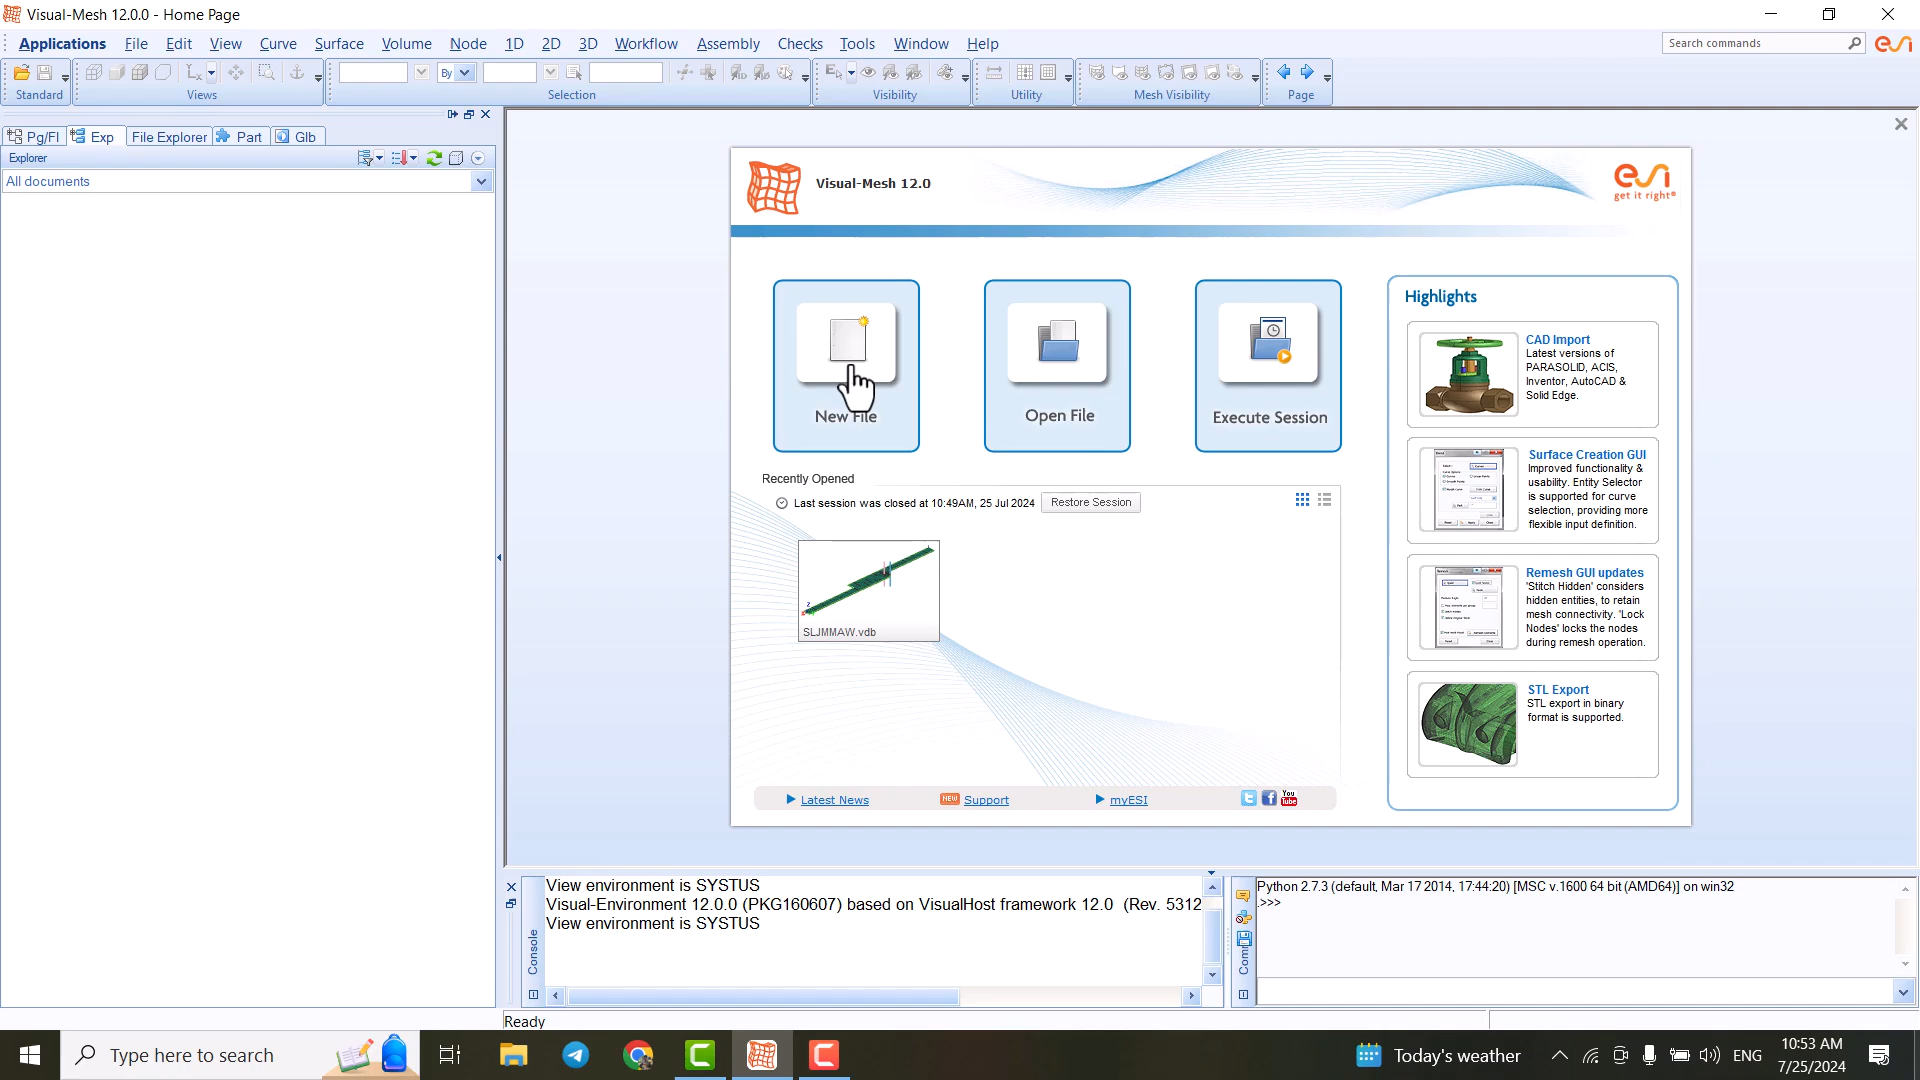 Visual-Mesh 12.0.0 - Home Page
Applications File Edit View Curve Surface Volume Node 1D 2D 3D Workflow Assembly Checks Tools Window Help
Search commands
esi
By
Standard Views Selection Visibility Utility Mesh Visibility Page
Pg/Fl Exp File Explorer Part Glb
Explorer
All documents
Visual-Mesh 12.0
esi
get it right®
New File
Open File
Execute Session
Recently Opened
Last session was closed at 10:49AM, 25 Jul 2024
Restore Session
SLJMMAW.vdb
Highlights
CAD Import
Latest versions of
PARASOLID, ACIS,
Inventor, AutoCAD &
Solid Edge.
Surface Creation GUI
Improved functionality &
usability. Entity Selector
is supported for curve
selection, providing more
flexible input definition.
Remesh GUI updates
'Stitch Hidden' considers
hidden entities, to retain
mesh connectivity. 'Lock
Nodes' locks the nodes
during remesh operation.
STL Export
STL export in binary
format is supported.
Latest News
NEW Support
myESI
You
Tube
Console
View environment is SYSTUS
Visual-Environment 12.0.0 (PKG160607) based on VisualHost framework 12.0 (Rev. 5312
View environment is SYSTUS
Comm
Python 2.7.3 (default, Mar 17 2014, 17:44:20) [MSC v.1600 64 bit (AMD64)] on win32
.>>>
Ready
Type here to search
Today's weather
ENG
10:53 AM
7/25/2024